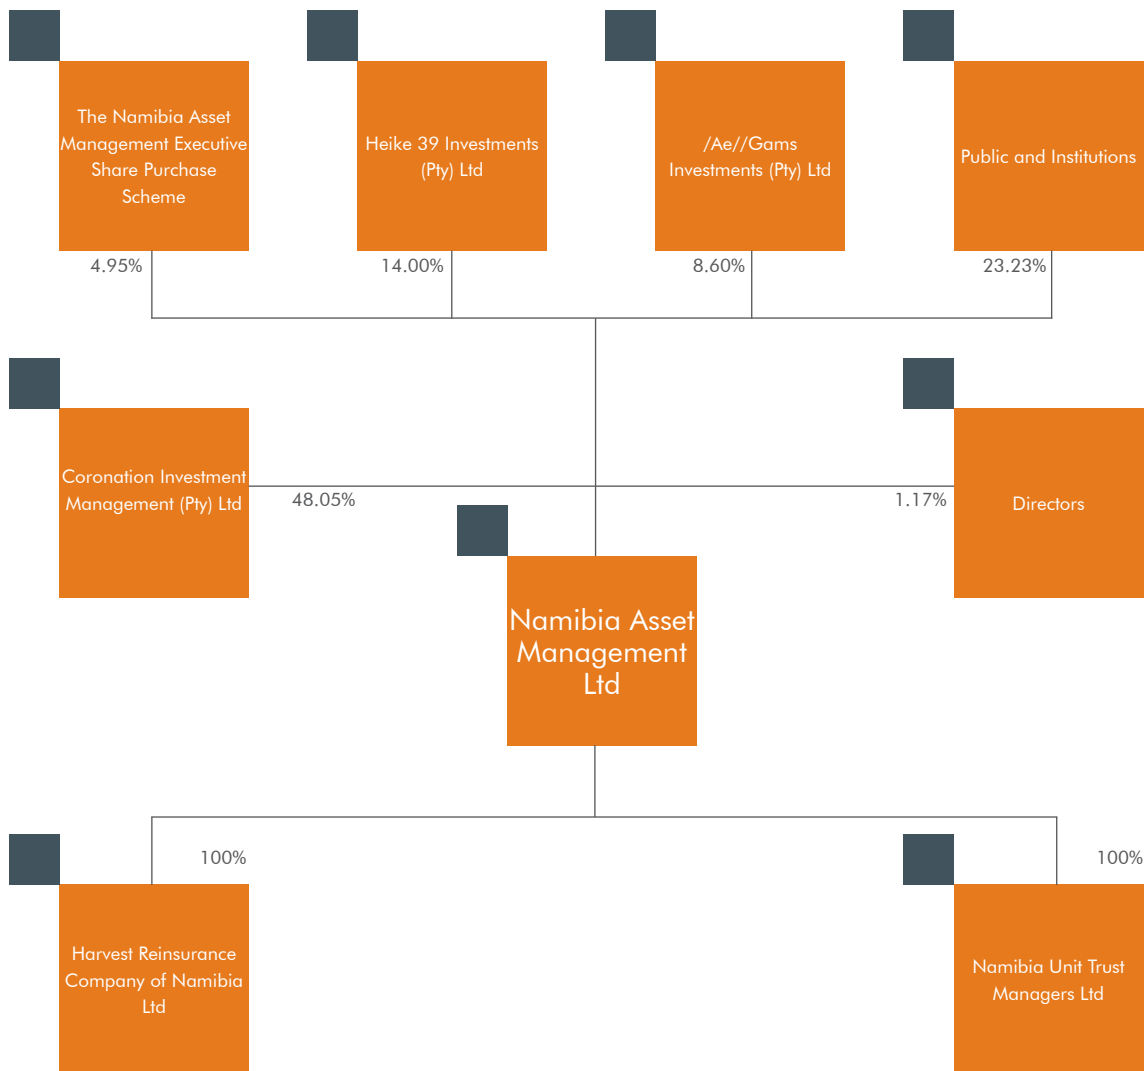 The Namibia Asset
Management Executive
Share Purchase
Scheme
Heike 39 Investments
(Pty) Ltd
/Ae//Gams
Investments (Pty) Ltd
Public and Institutions
4.95%
14.00%
8.60%
23.23%
Coronation Investment
Management (Pty) Ltd
48.05%
1.17%
Directors
Namibia Asset
Management
Ltd
100%
100%
Harvest Reinsurance
Company of Namibia
Ltd
Namibia Unit Trust
Managers Ltd